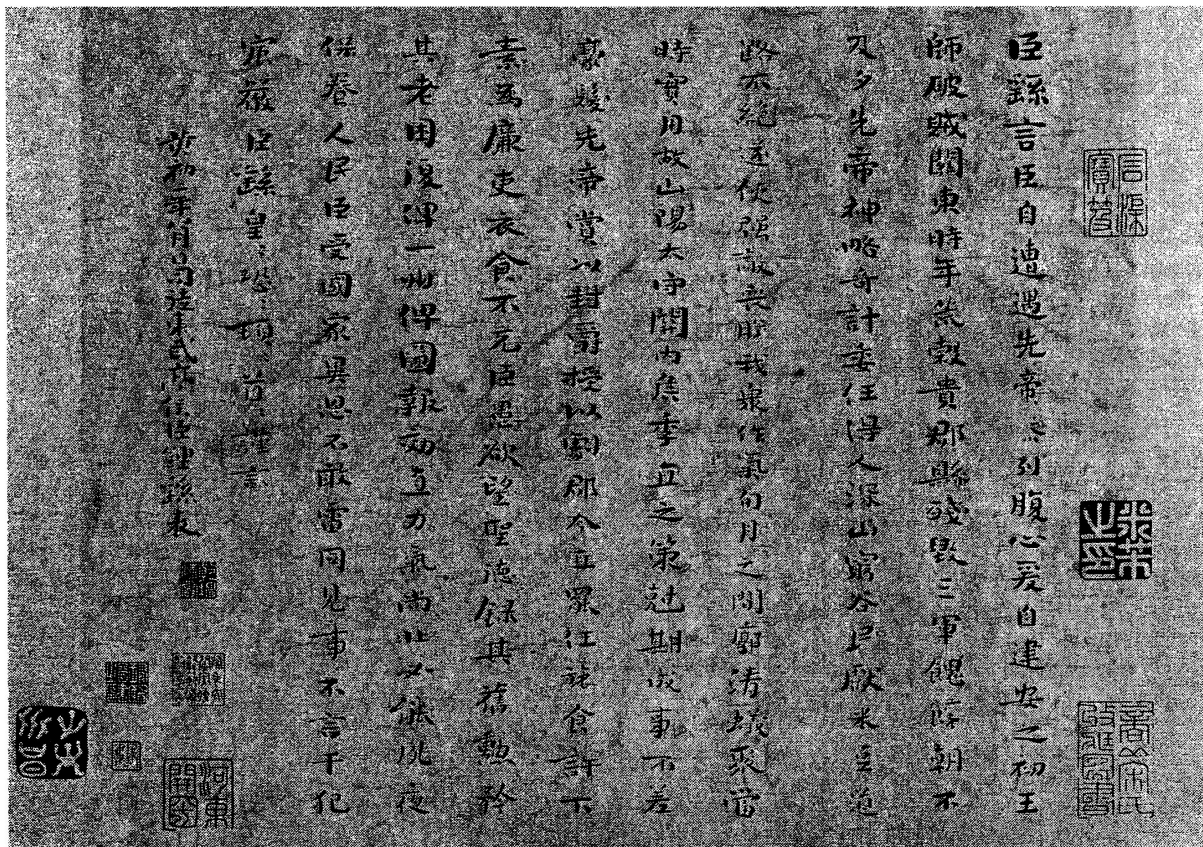 臣繇言臣自遭遇先帝忝列腹心爰自建安之初王
師破賊關東時年荒穀貴郡縣殘毀三軍餽饟朝不
及夕先帝神略奇計委任得人深山窮谷民獻米豆道
路不絕遂使強敵喪膽我眾作氣旬月之間廓清蟻聚當
時實用故山陽太守關內侯季直之策剋期成事不差
豪髮先帝賞以封爵授以劇郡今直罷任旅食許下
素為廉吏衣食不充臣愚欲望聖德錄其舊勳矜
其老困復俾一州俾圖報效直力氣尚壯必能夙夜
保養人民臣受國家異恩不敢雷同見事不言干犯
宸嚴臣繇皇、恐、頓、首、謹言
黃初二年八月日司徒東武亭侯臣鍾繇表
米芾之印